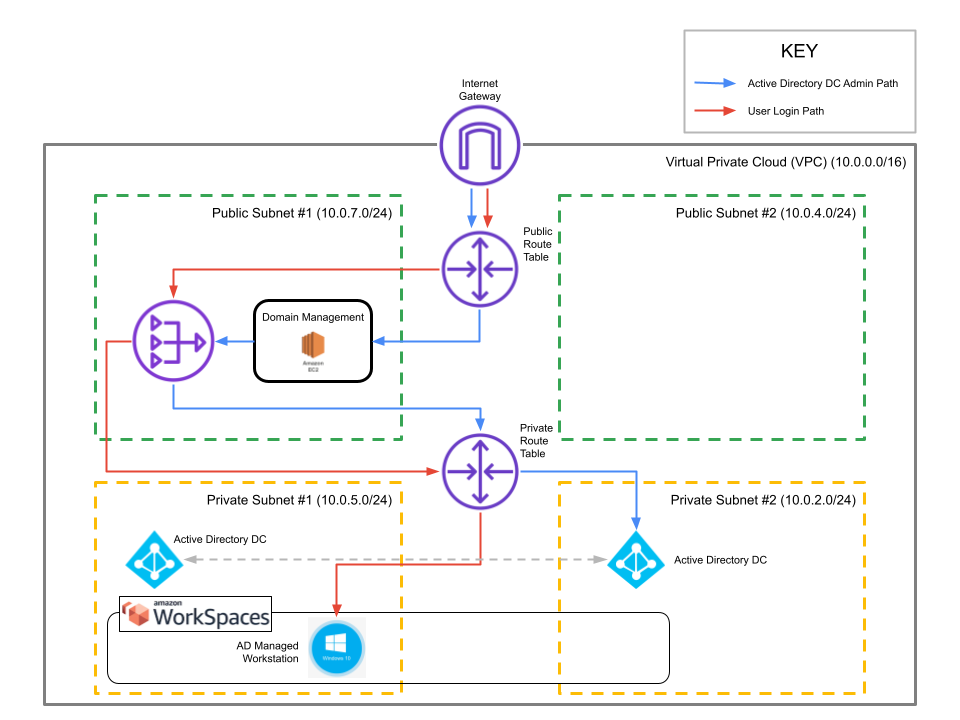 KEY
Active Directory DC Admin Path
User Login Path
Internet
Gateway
Virtual Private Cloud (VPC) (10.0.0.0/16)
Public Subnet #1 (10.0.7.0/24)
Public Subnet #2 (10.0.4.0/24)
Public
Route
Table
Domain Management
Amazon
EC2
Private
Route
Table
Private Subnet #1 (10.0.5.0/24)
Private Subnet #2 (10.0.2.0/24)
Active Directory DC
Active Directory DC
amazon
WorkSpaces
AD Managed
Workstation
Windows 10